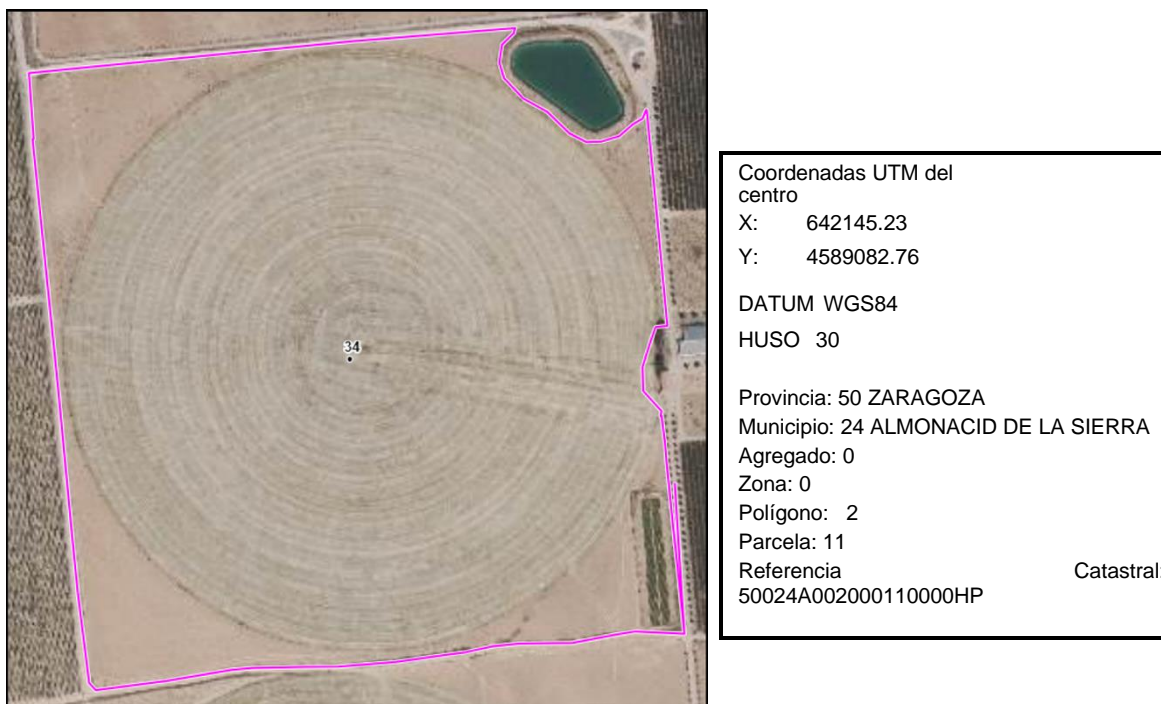 34
Coordenadas UTM del
centro
X: 642145.23
Y: 4589082.76
DATUM WGS84
HUSO 30
Provincia: 50 ZARAGOZA
Municipio: 24 ALMONACID DE LA SIERRA
Agregado: 0
Zona: 0
Polígono: 2
Parcela: 11
Referencia Catastral:
50024A002000110000HP